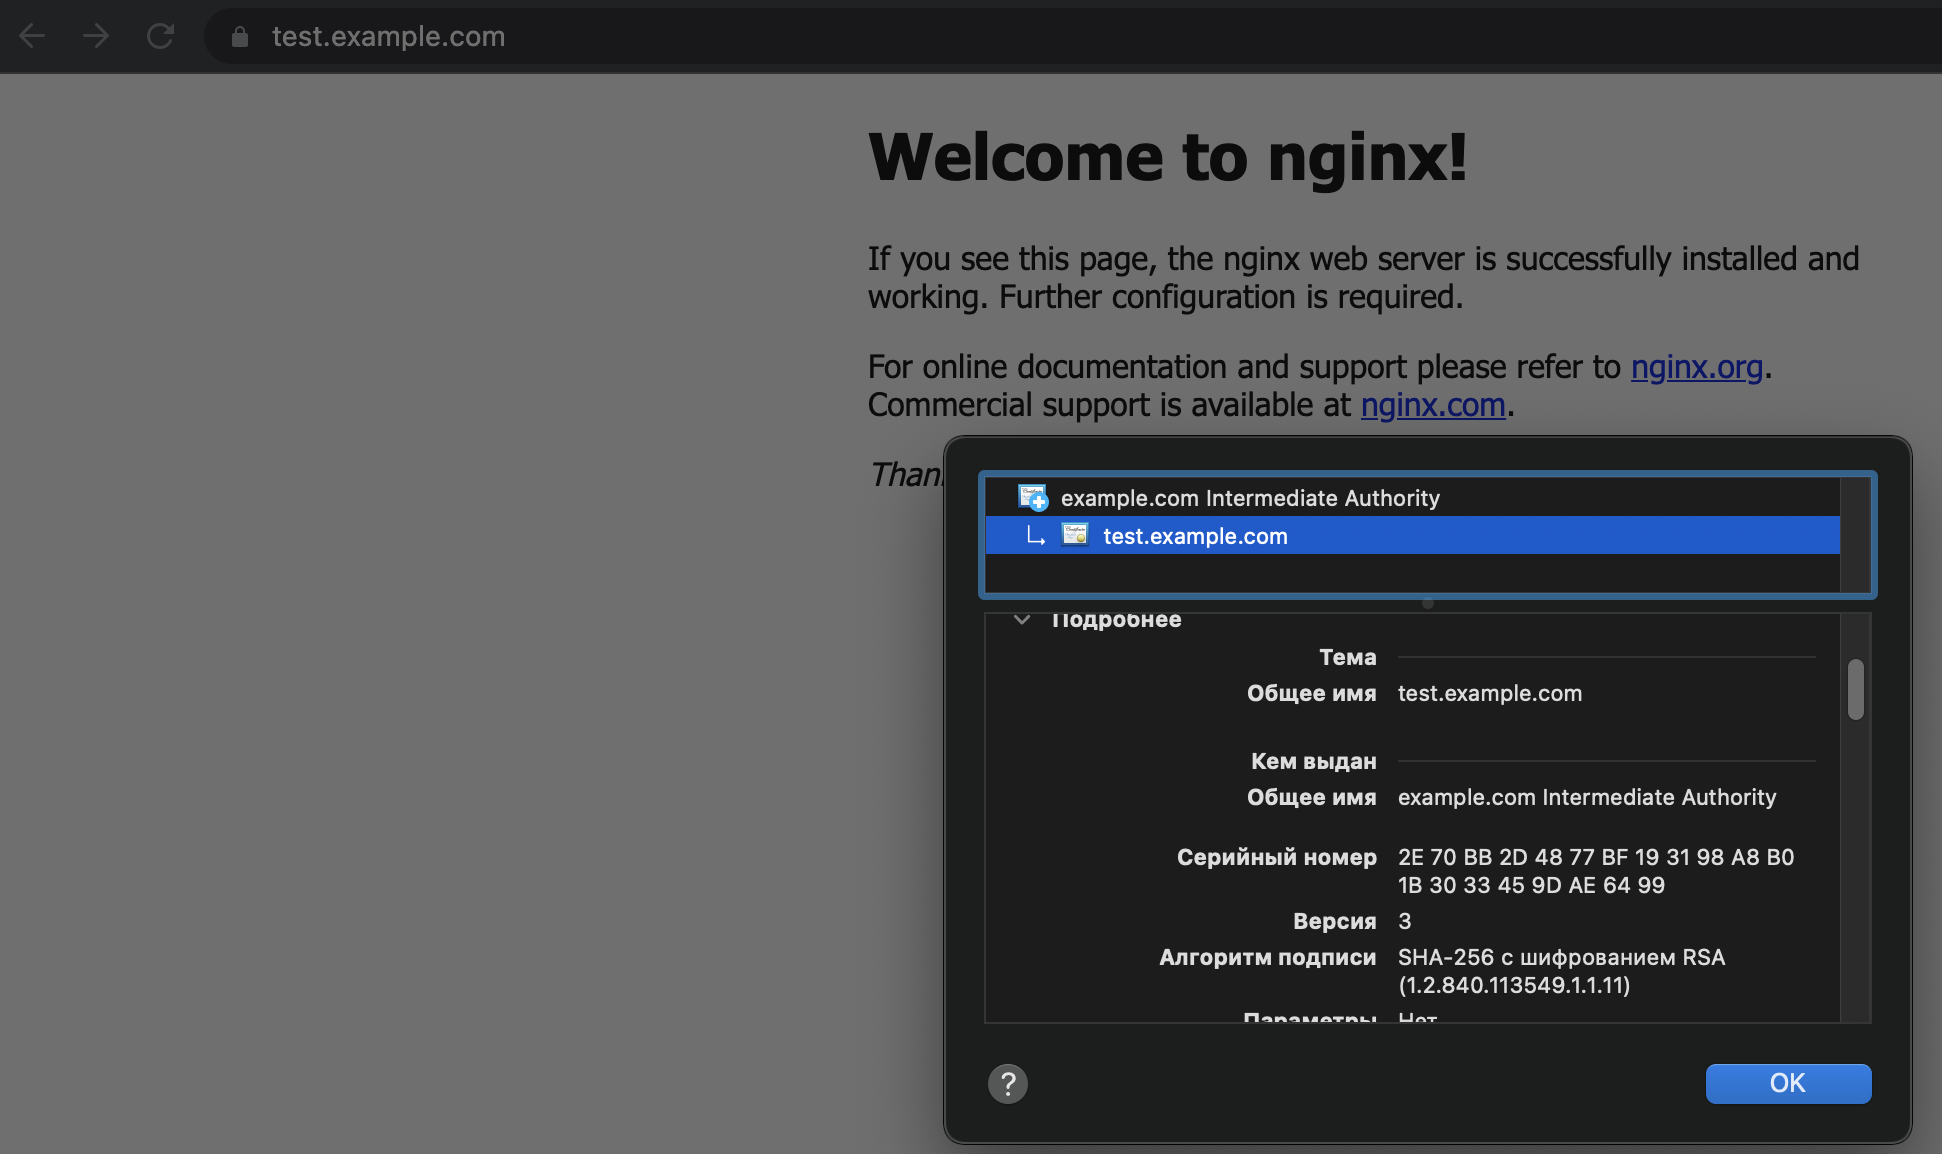 test.example.com
Welcome to nginx!
If you see this page, the nginx web server is successfully installed and
working. Further configuration is required.
For online documentation and support please refer to nginx.org.
Commercial support is available at nginx.com.
Than
example.com Intermediate Authority
test.example.com
Подробнее
Тема
Общее имя test.example.com
Кем выдан
Общее имя example.com Intermediate Authority
Серийный номер 2E 70 BB 2D 48 77 BF 19 31 98 A8 B0
1B 30 33 45 9D AE 64 99
Версия 3
Алгоритм подписи SHA-256 с шифрованием RSA
(1.2.840.113549.1.1.11)
Параметры Нет
?
OK